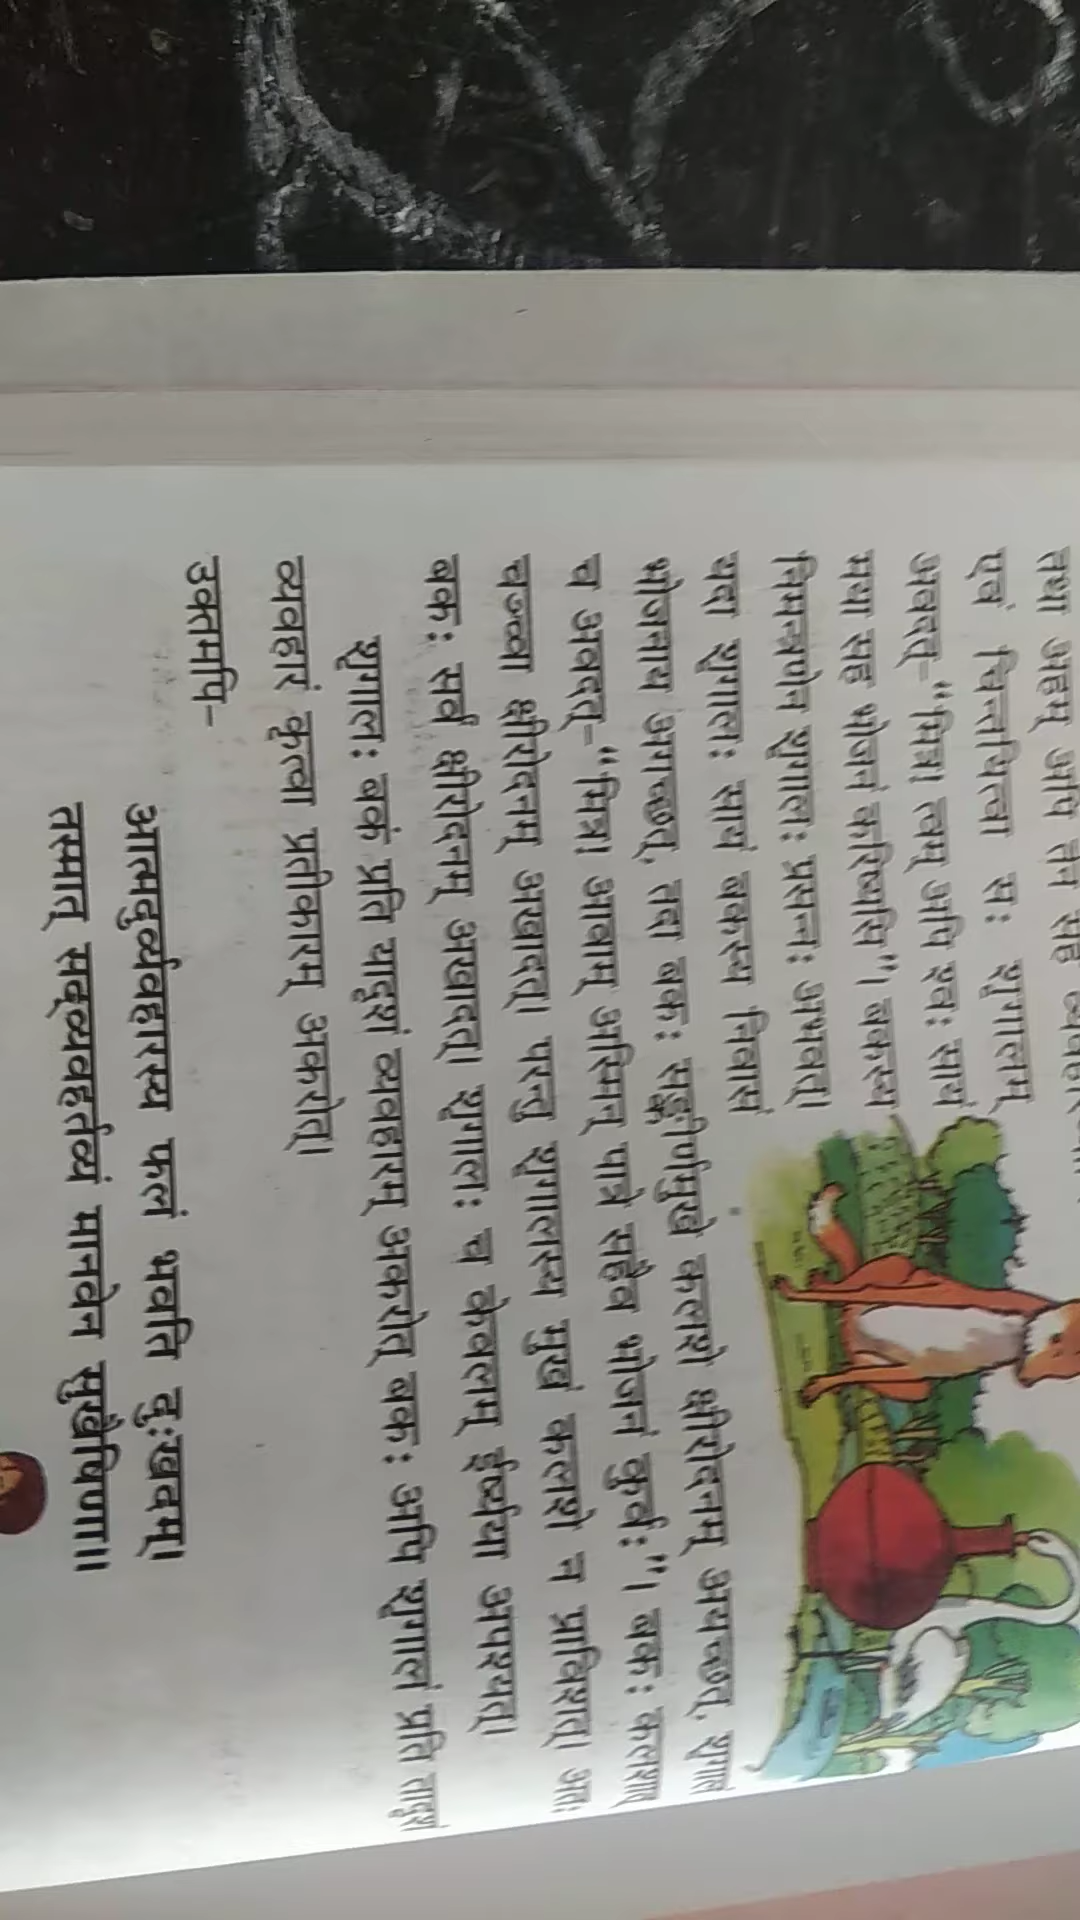 तथा अहम् अपि तेन सह
एवं चिन्तयित्वा सः शृगालम्
अवदत्–"मित्र! त्वम् अपि श्वः सायं
मया सह भोजनं करिष्यसि"। बकस्य
निमन्त्रणेन शृगालः प्रसन्नः अभवत्।
यदा शृगालः सायं बकस्य निवासं
भोजनाय अगच्छत्, तदा बकः सङ्कीर्णमुखे कलशे क्षीरोदनम् अयच्छत्, शृगालं
च अवदत्–"मित्र! आवाम् अस्मिन् पात्रे सहैव भोजनं कुर्वः"। बकः कलशात्
चञ्च्वा क्षीरोदनम् अखादत्। परन्तु शृगालस्य मुखं कलशे न प्राविशत्। अतः
बकः सर्वं क्षीरोदनम् अखादत्। शृगालः च केवलम् ईर्ष्यया अपश्यत्।
शृगालः बकं प्रति यादृशं व्यवहारम् अकरोत् बकः अपि शृगालं प्रति तादृशं
व्यवहारं कृत्वा प्रतीकारम् अकरोत्।
उक्तमपि–
आत्मदुर्व्यवहारस्य फलं भवति दुःखदम्।
तस्मात् सद्व्यवहर्तव्यं मानवेन सुखैषिणा॥